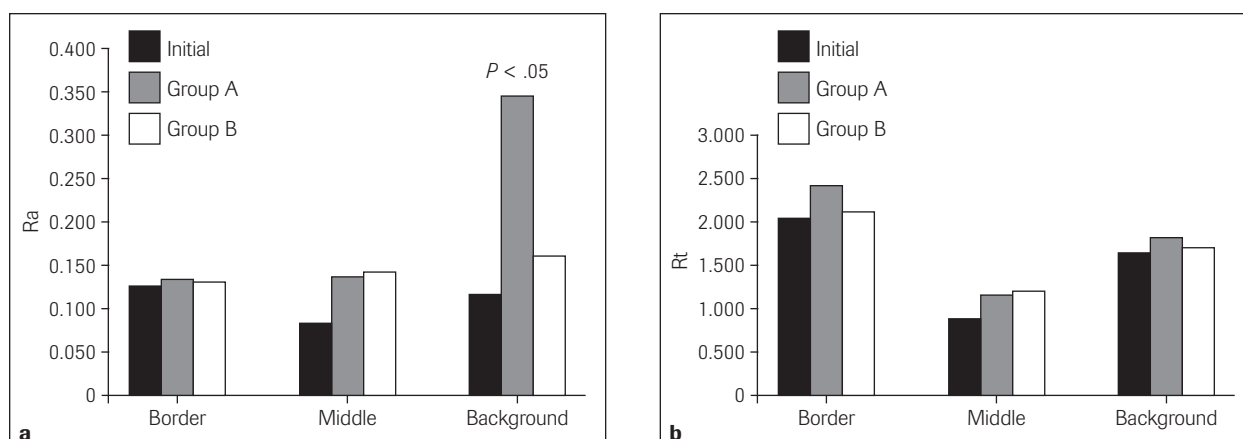 0.400
0.350
0.300
0.250
0.200
0.150
0.100
0.050
0
Ra
Initial
Group A
Group B
P < .05
Border Middle Background
a
3.000
2.500
2.000
1.500
1.000
0.500
0
Rt
Initial
Group A
Group B
Border Middle Background
b